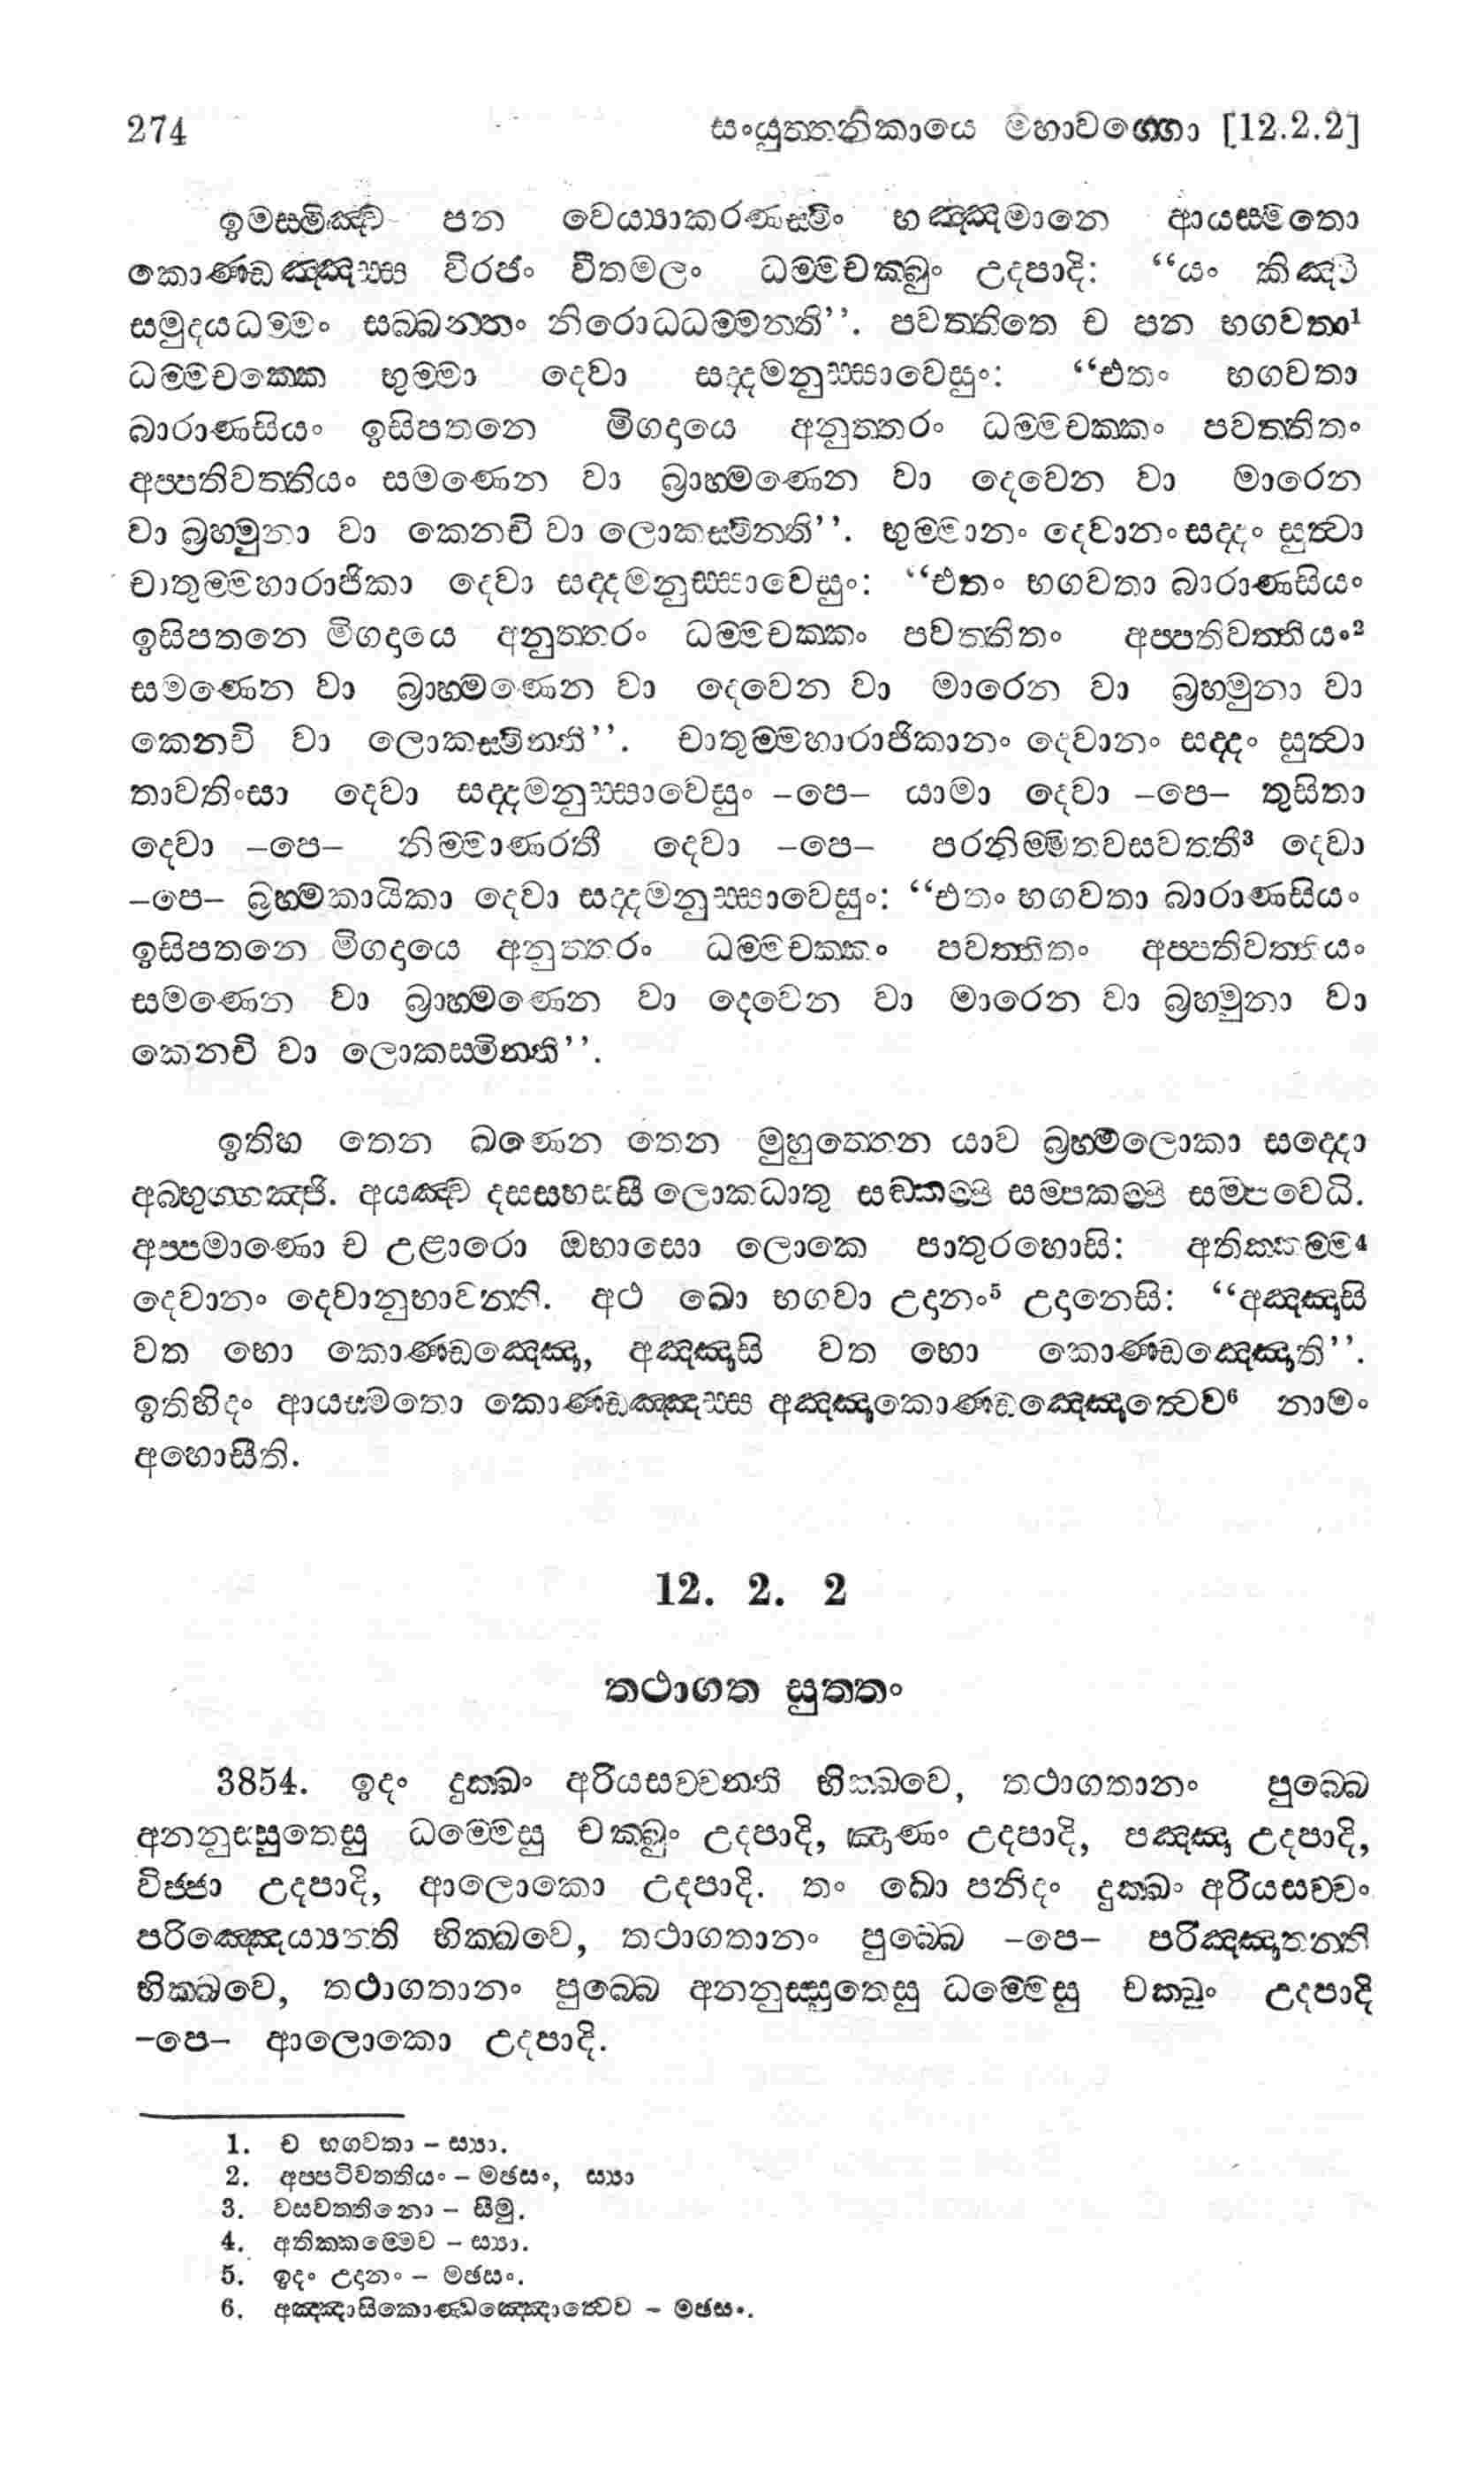 274 සංයුත්තනිකායෙ මහාවග්ගො [12.2.2]
ඉමස්මිඤ්ච පන වෙය්‍යාකරණස්මිං භඤ්ඤමානෙ ආයස්මතො
කොණ්ඩඤ්ඤස්ස විරජං වීතමලං ධම්මචක්ඛුං උදපාදි: “යං කිඤ්චි
සමුදයධම්මං සබ්බන්තං නිරොධධම්මන්ති”. පවත්තිතෙ ච පන භගවතා¹
ධම්මචක්කෙ භුම්මා දෙවා සද්දමනුස්සාවෙසුං: “එතං භගවතා
බාරාණසියං ඉසිපතනෙ මිගදායෙ අනුත්තරං ධම්මචක්කං පවත්තිතං
අප්පතිවත්තියං සමණෙන වා බ්‍රාහ්මණෙන වා දෙවෙන වා මාරෙන
වා බ්‍රහ්මුනා වා කෙනචි වා ලොකස්මින්ති”. භුම්මානං දෙවානං සද්දං සුත්වා
චාතුම්මහාරාජිකා දෙවා සද්දමනුස්සාවෙසුං: “එතං භගවතා බාරාණසියං
ඉසිපතනෙ මිගදායෙ අනුත්තරං ධම්මචක්කං පවත්තිතං අප්පතිවත්තියං²
සමණෙන වා බ්‍රාහ්මණෙන වා දෙවෙන වා මාරෙන වා බ්‍රහ්මුනා වා
කෙනචි වා ලොකස්මින්ති”. චාතුම්මහාරාජිකානං දෙවානං සද්දං සුත්වා
තාවතිංසා දෙවා සද්දමනුස්සාවෙසුං –පෙ– යාමා දෙවා –පෙ– තුසිතා
දෙවා –පෙ– නිම්මාණරතී දෙවා –පෙ– පරනිම්මිතවසවත්තී³ දෙවා
–පෙ– බ්‍රහ්මකායිකා දෙවා සද්දමනුස්සාවෙසුං: “එතං භගවතා බාරාණසියං
ඉසිපතනෙ මිගදායෙ අනුත්තරං ධම්මචක්කං පවත්තිතං අප්පතිවත්තියං
සමණෙන වා බ්‍රාහ්මණෙන වා දෙවෙන වා මාරෙන වා බ්‍රහ්මුනා වා
කෙනචි වා ලොකස්මින්ති”.
ඉතිහ තෙන ඛණෙන තෙන මුහුත්තෙන යාව බ්‍රහ්මලොකා සද්දො
අබ්භුග්ගඤ්ජි. අයඤ්ච දසසහස්සී ලොකධාතු සඞ්කම්පි සම්පකම්පි සම්පවෙධි.
අප්පමාණො ච උළාරො ඔභාසො ලොකෙ පාතුරහොසි: අතික්කම්ම⁴
දෙවානං දෙවානුභාවන්ති. අථ ඛො භගවා උදානං⁵ උදානෙසි: “අඤ්ඤාසි
වත භො කොණ්ඩඤ්ඤො, අඤ්ඤාසි වත භො කොණ්ඩඤ්ඤොති”.
ඉතිහිදං ආයස්මතො කොණ්ඩඤ්ඤස්ස අඤ්ඤාකොණ්ඩඤ්ඤොත්වෙව⁶ නාමං
අහොසීති.
12. 2. 2
තථාගත සුත්තං
3854. ඉදං දුක්ඛං අරියසච්චන්ති භික්ඛවෙ, තථාගතානං පුබ්බෙ
අනනුස්සුතෙසු ධම්මෙසු චක්ඛුං උදපාදි, ඤාණං උදපාදි, පඤ්ඤා උදපාදි,
විජ්ජා උදපාදි, ආලොකො උදපාදි. තං ඛො පනිදං දුක්ඛං අරියසච්චං
පරිඤ්ඤෙය්‍යන්ති භික්ඛවෙ, තථාගතානං පුබ්බෙ –පෙ– පරිඤ්ඤාතන්ති
භික්ඛවෙ, තථාගතානං පුබ්බෙ අනනුස්සුතෙසු ධම්මෙසු චක්ඛුං උදපාදි
–පෙ– ආලොකො උදපාදි.
1. ච භගවතා – ස්‍යා.
2. අප්පටිවත්තියං – මඡසං, ස්‍යා
3. වසවත්තිනො – සීමු.
4. අතික්කම්මෙව – ස්‍යා.
5. ඉදං උදානං – මඡසං.
6. අඤ්ඤාසිකොණ්ඩඤ්ඤොත්වෙව – මඡසං.